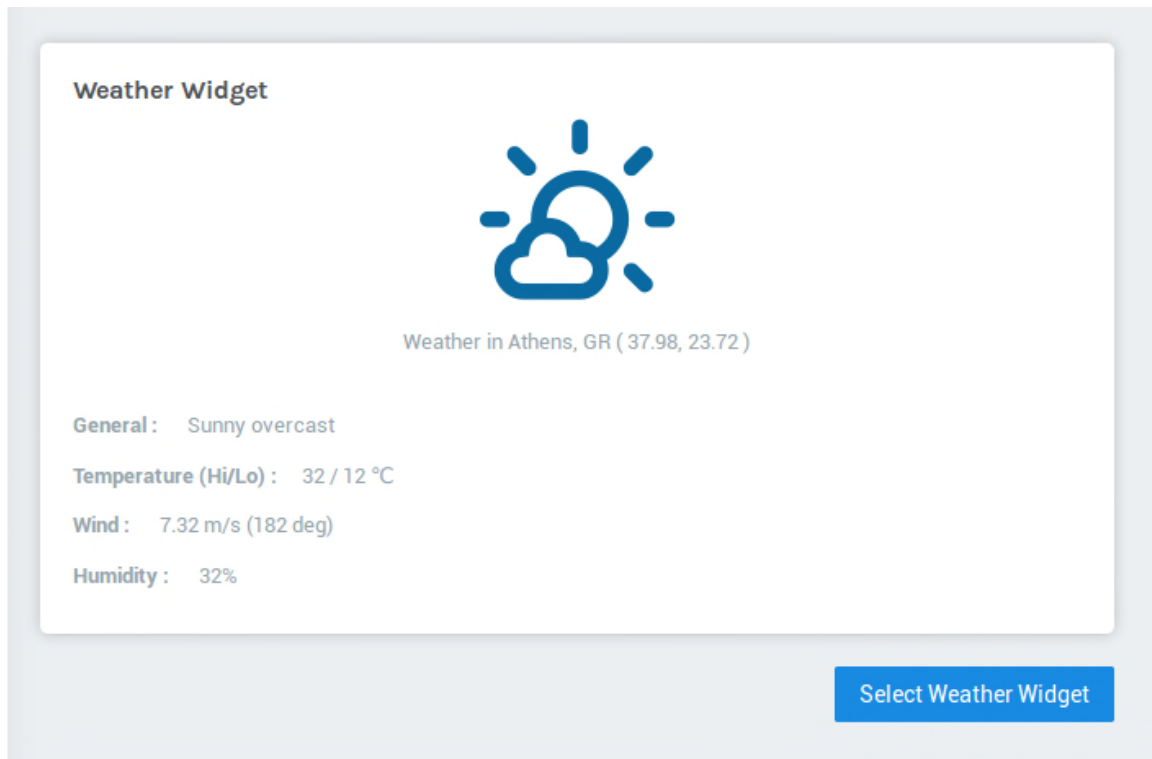 Weather Widget
Weather in Athens, GR ( 37.98, 23.72 )
General : Sunny overcast
Temperature (Hi/Lo) : 32 / 12 ℃
Wind : 7.32 m/s (182 deg)
Humidity : 32%
Select Weather Widget